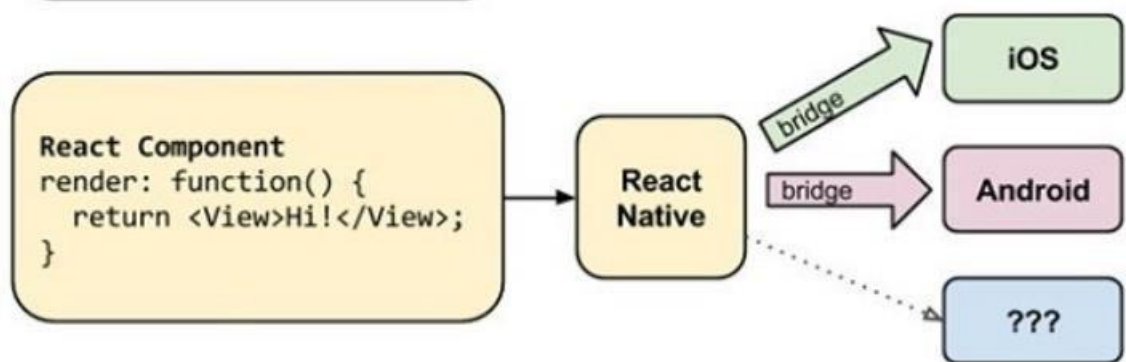 React Component
render: function() {
  return <View>Hi!</View>;
}
React
Native
bridge
bridge
iOS
Android
???